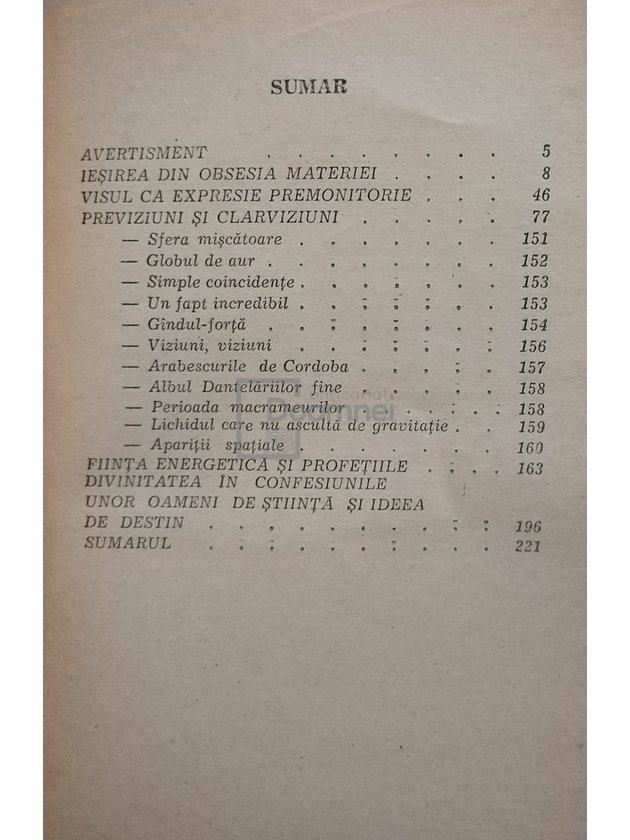 SUMAR
AVERTISMENT . . . . . . . 5
IEȘIREA DIN OBSESIA MATERIEI . . . . 8
VISUL CA EXPRESIE PREMONITORIE . . . 46
PREVIZIUNI ȘI CLARVIZIUNI . . . . . 77
— Sfera mișcătoare . . . . . . . 151
— Globul de aur . . . . . . . . 152
— Simple coincidențe . . . . . . . 153
— Un fapt incredibil . . . . . . . 153
— Gîndul-forță . . . . . . . . 154
— Viziuni, viziuni . . . . . . . 156
— Arabescurile de Cordoba . . . . . 157
— Albul Dantelăriilor fine . . . . . 158
— Perioada macrameurilor . . . . . 158
— Lichidul care nu ascultă de gravitație . . 159
— Apariții spațiale . . . . . . . 160
FIINȚA ENERGETICĂ ȘI PROFEȚIILE . . . 163
DIVINITATEA ÎN CONFESIUNILE
UNOR OAMENI DE ȘTIINȚĂ ȘI IDEEA
DE DESTIN . . . . . . . . . . 196
SUMARUL . . . . . . . . . . 221